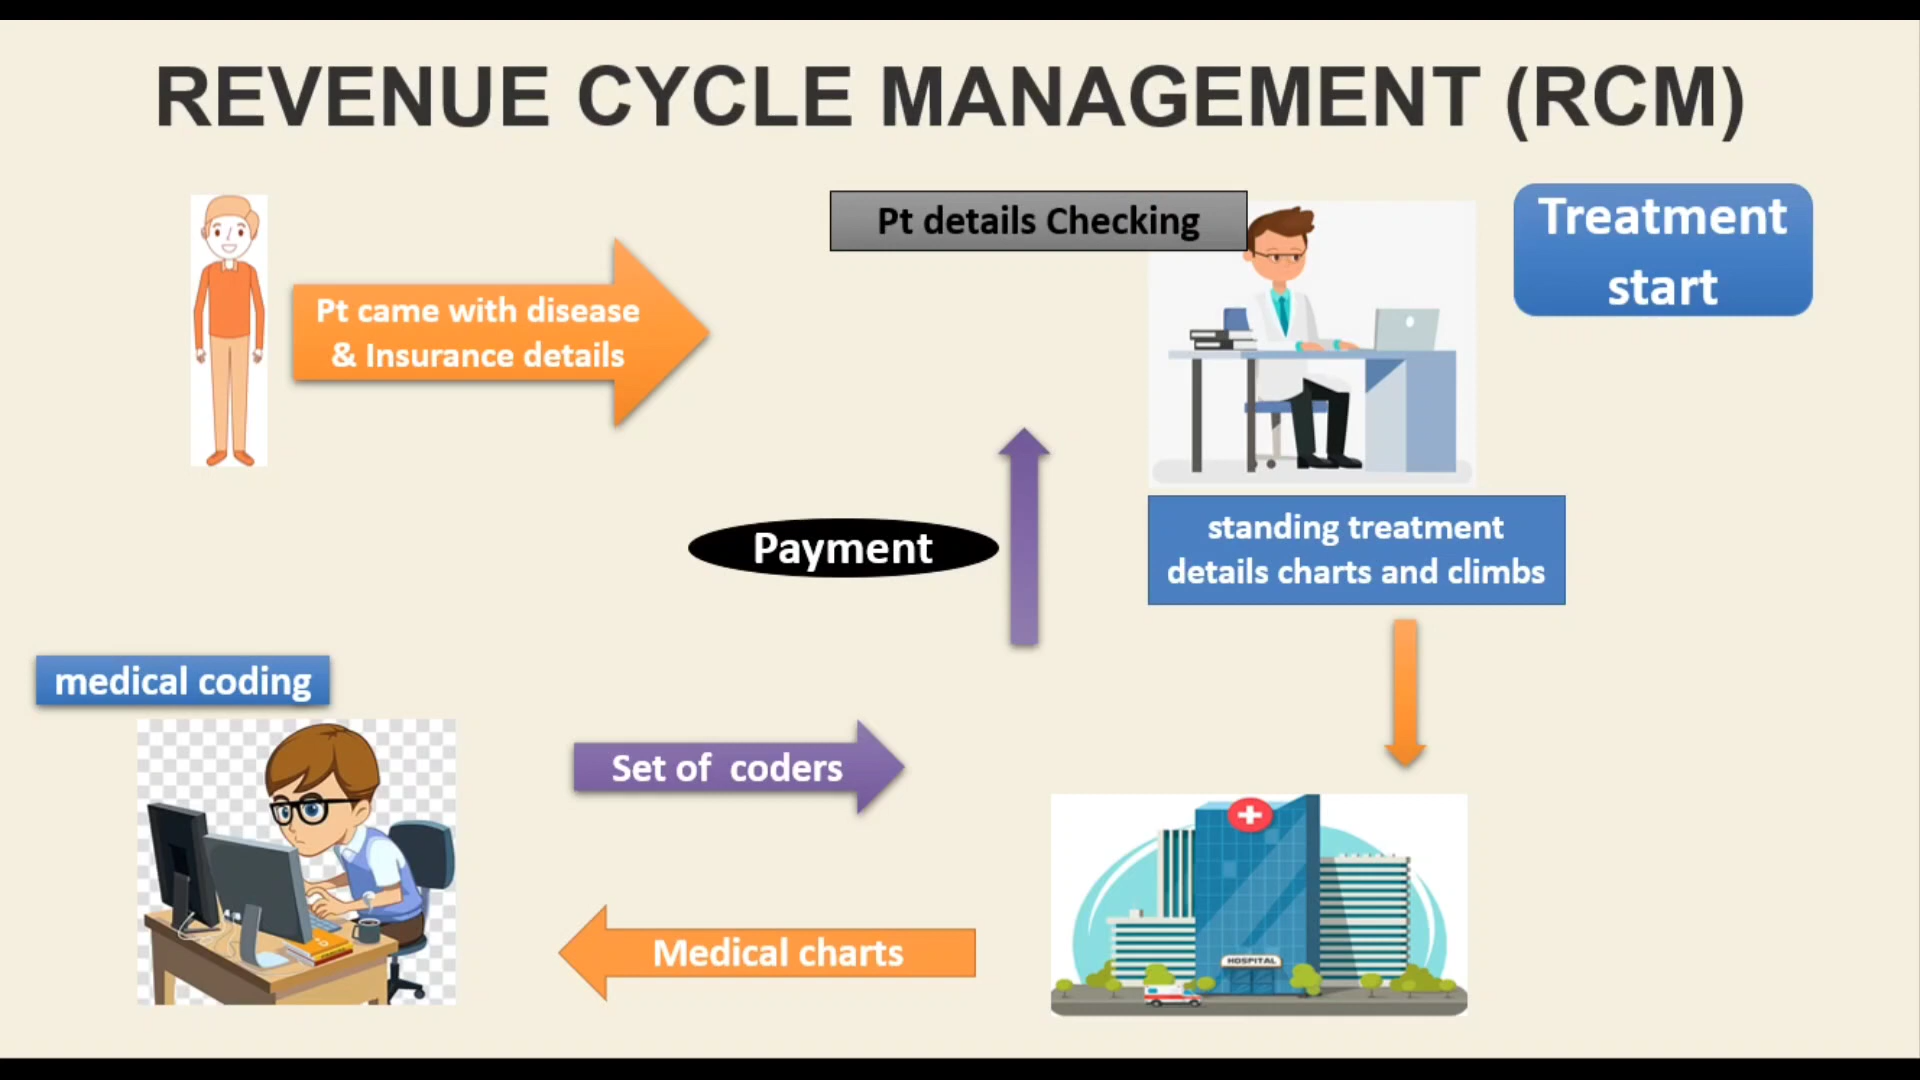 REVENUE CYCLE MANAGEMENT (RCM)
Pt details Checking
Treatment
start
Pt came with disease
& Insurance details
standing treatment
details charts and climbs
Payment
medical coding
Set of  coders
Medical charts
HOSPITAL